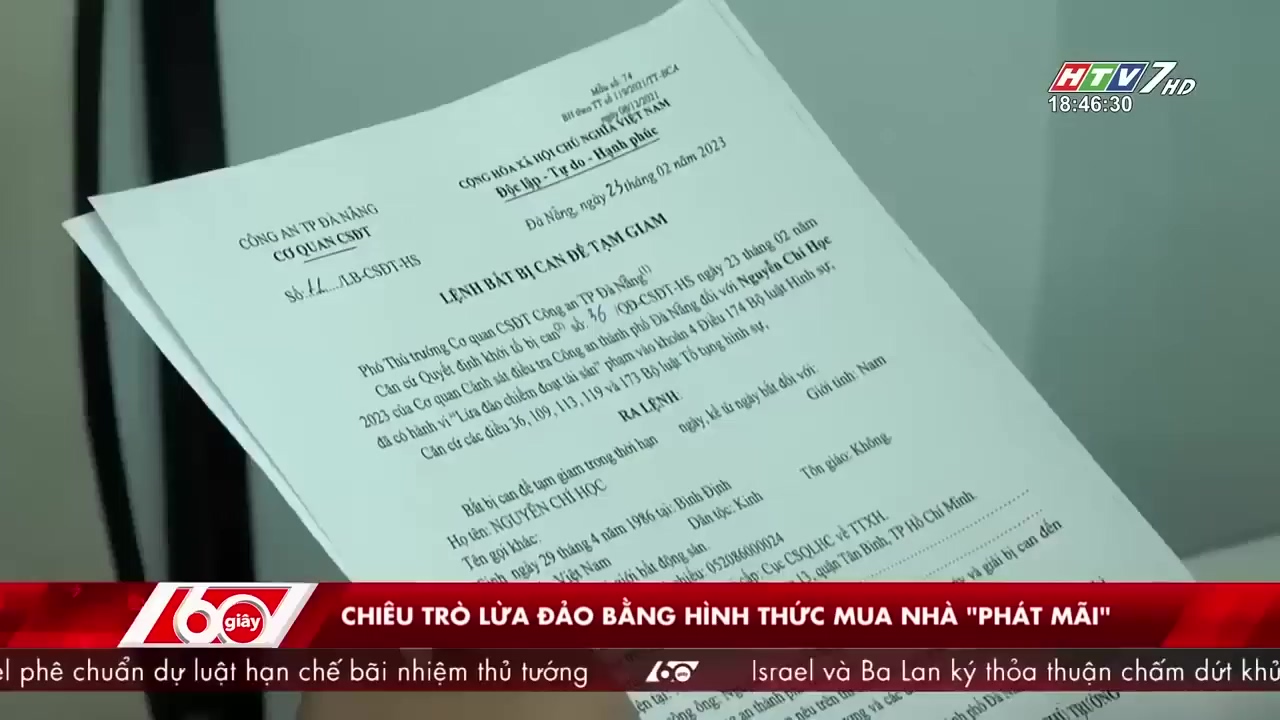 HTV7 HD
18:46:30
Mẫu số: 74
BH theo TT số 119/2021/TT-BCA
ngày 08/12/2021
CỘNG HÒA XÃ HỘI CHỦ NGHĨA VIỆT NAM
Độc lập - Tự do - Hạnh phúc
Đà Nẵng, ngày 23 tháng 02 năm 2023
CÔNG AN TP ĐÀ NẴNG
CƠ QUAN CSĐT
Số: 11 /LB-CSĐT-HS
LỆNH BẮT BỊ CAN ĐỂ TẠM GIAM
Phó Thủ trưởng Cơ quan CSĐT Công an TP Đà Nẵng(1)
Căn cứ Quyết định khởi tố bị can(2) số: 36 /QĐ-CSĐT-HS ngày 23 tháng 02 năm
2023 của Cơ quan Cảnh sát điều tra Công an thành phố Đà Nẵng đối với Nguyễn Chí Học
đã có hành vi "Lừa đảo chiếm đoạt tài sản" phạm vào khoản 4 Điều 174 Bộ luật Hình sự;
Căn cứ các điều 36, 109, 113, 119 và 173 Bộ luật Tố tụng hình sự,
RA LỆNH:
Bắt bị can để tạm giam trong thời hạn ngày, kể từ ngày bắt đối với:
Họ tên: NGUYỄN CHÍ HỌC Giới tính: Nam
Tên gọi khác:
Sinh ngày 29 tháng 4 năm 1986 tại: Bình Định
Việt Nam Dân tộc: Kinh Tôn giáo: Không.
giới bất động sản.
chiếu: 052086000024
cấp: Cục CSQLHC về TTXH.
13, quận Tân Bình, TP Hồ Chí Minh.
và giải bị can đến
60 giây
CHIÊU TRÒ LỪA ĐẢO BẰNG HÌNH THỨC MUA NHÀ "PHÁT MÃI"
el phê chuẩn dự luật hạn chế bãi nhiệm thủ tướng 60 giây Israel và Ba Lan ký thỏa thuận chấm dứt khủ